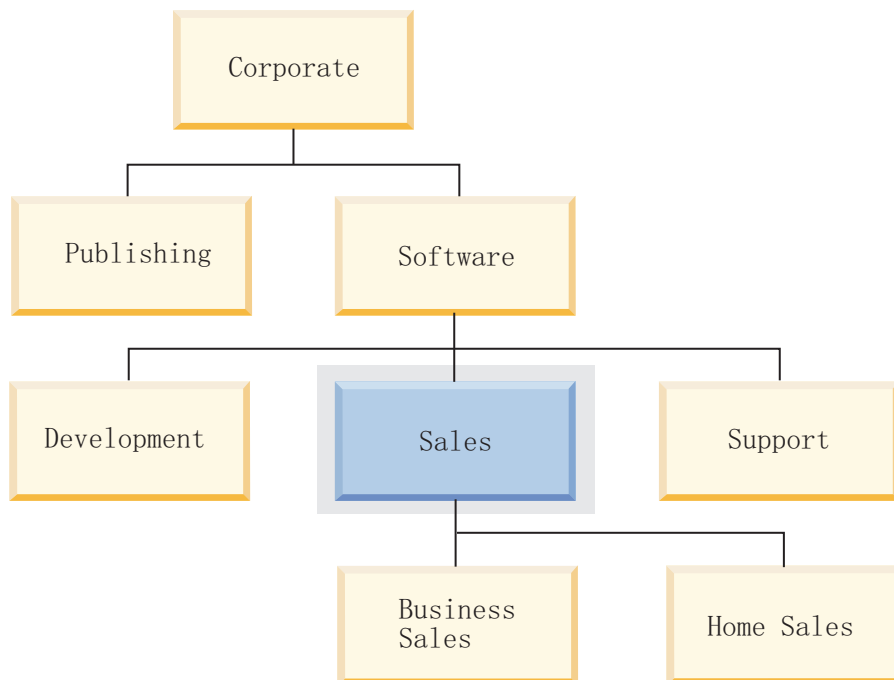 Corporate
Publishing
Software
Development
Sales
Support
Business
Sales
Home Sales